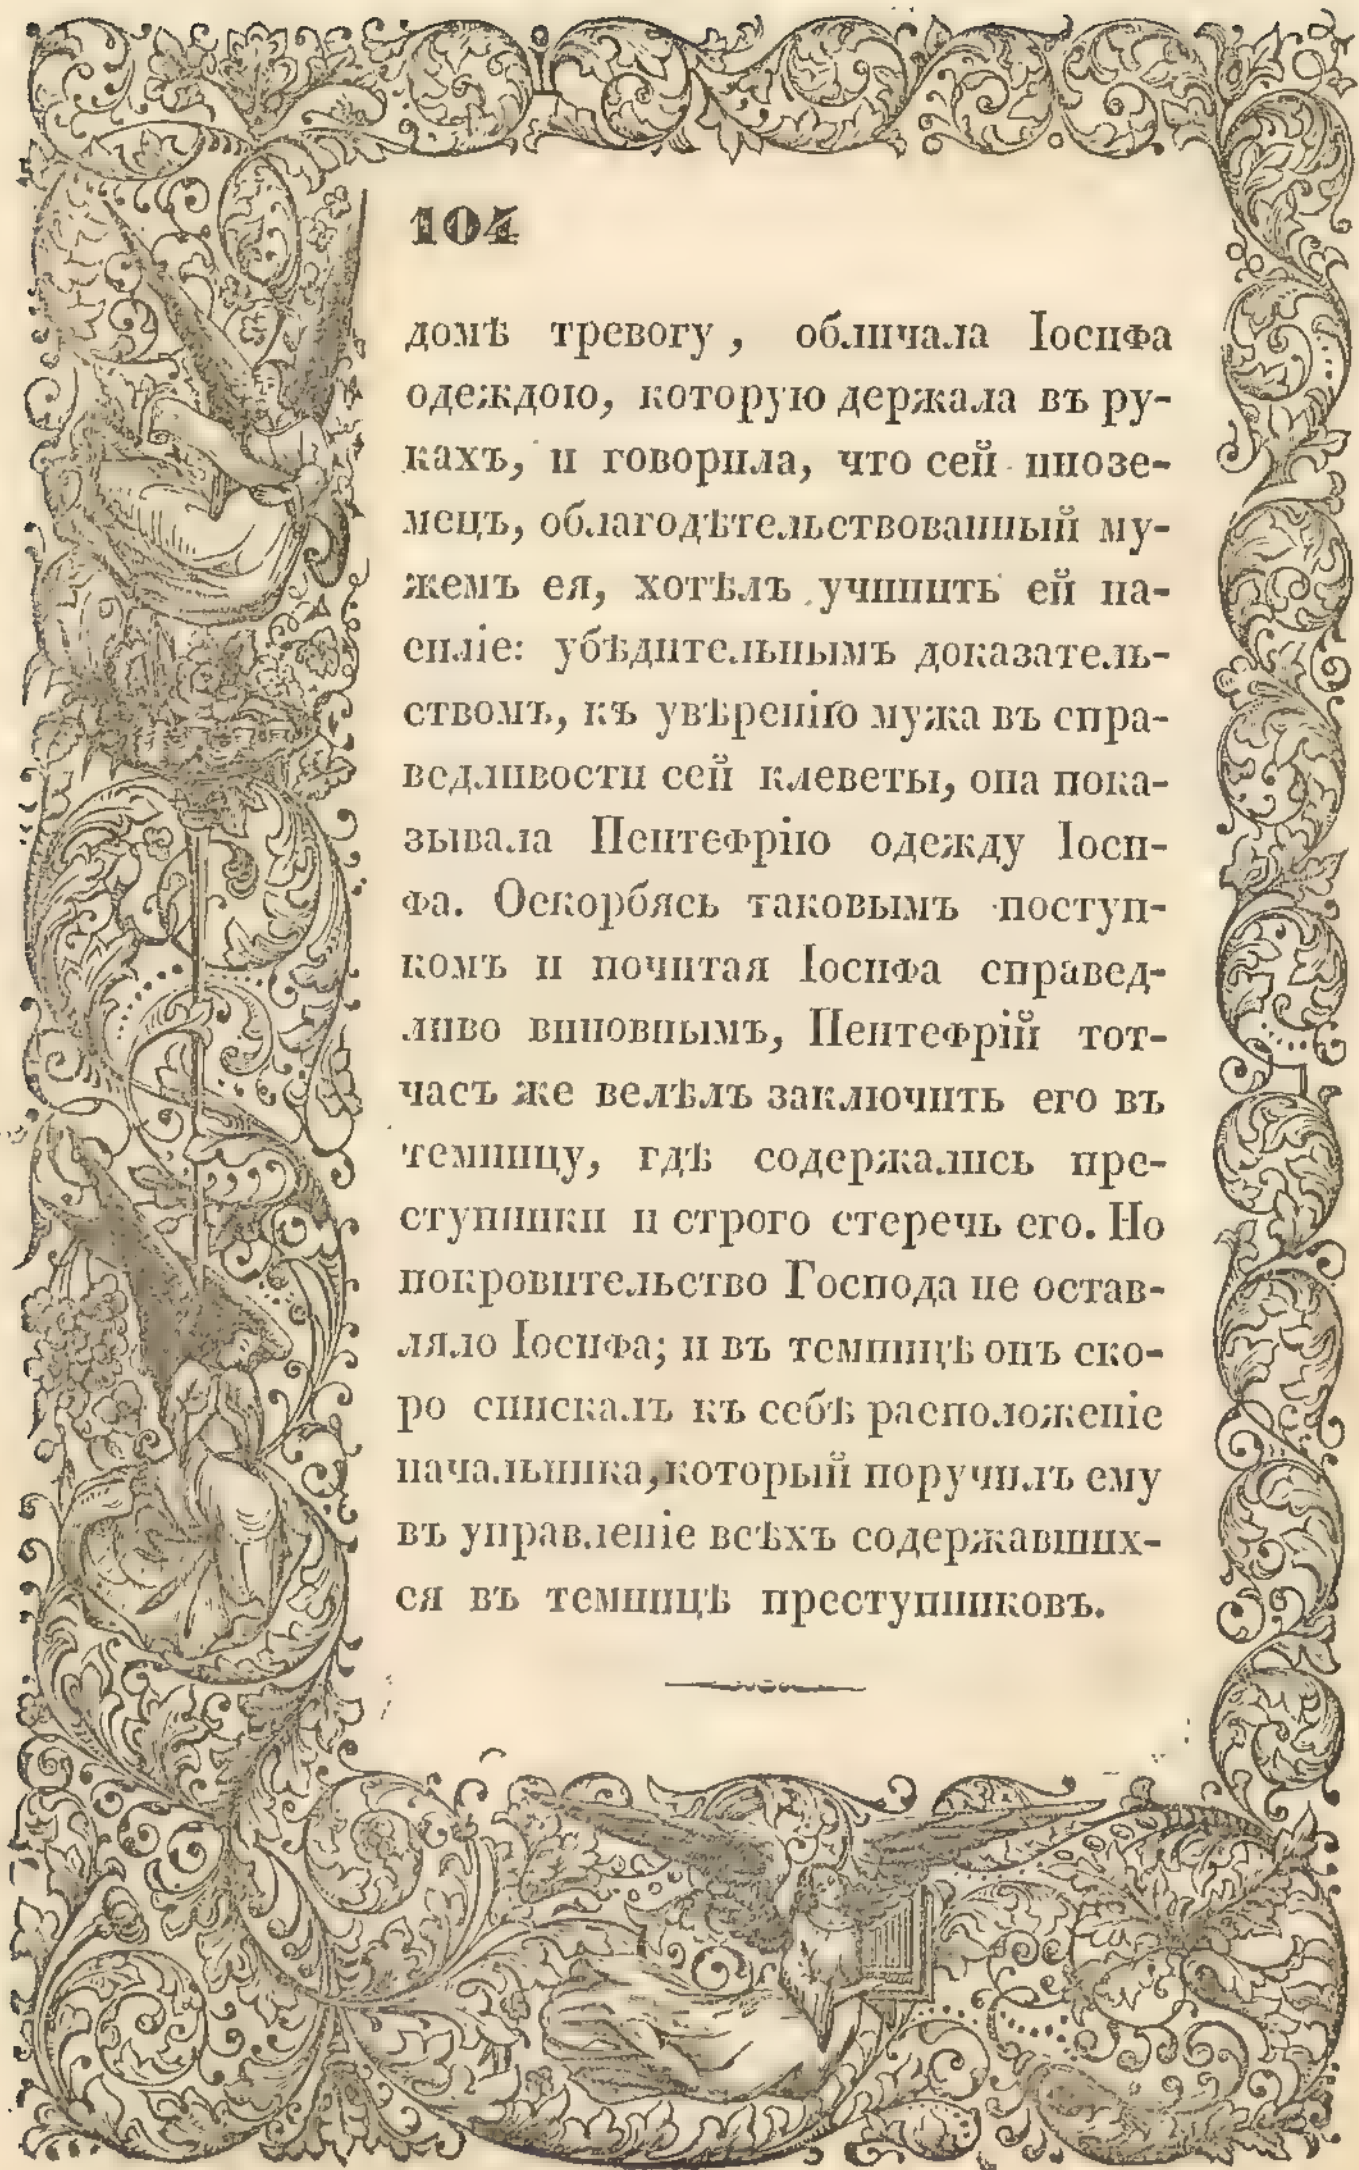 104
домѣ тревогу, обличала Іосифа
одеждою, которую держала въ ру-
кахъ, и говорила, что сей инозе-
мецъ, облагодѣтельствованный му-
жемъ ея, хотѣлъ учинить ей на-
силіе: убѣдительнымъ доказатель-
ствомъ, къ увѣренію мужа въ спра-
ведливости сей клеветы, она пока-
зывала Пентефрію одежду Іоси-
фа. Оскорбясь таковымъ поступ-
комъ и почитая Іосифа справед-
ливо виновнымъ, Пентефрій тот-
часъ же велѣлъ заключить его въ
темницу, гдѣ содержались пре-
ступники и строго стеречь его. Но
покровительство Господа не остав-
ляло Іосифа; и въ темницѣ онъ ско-
ро снискалъ къ себѣ расположеніе
начальника, который поручилъ ему
въ управленіе всѣхъ содержавших-
ся въ темницѣ преступниковъ.